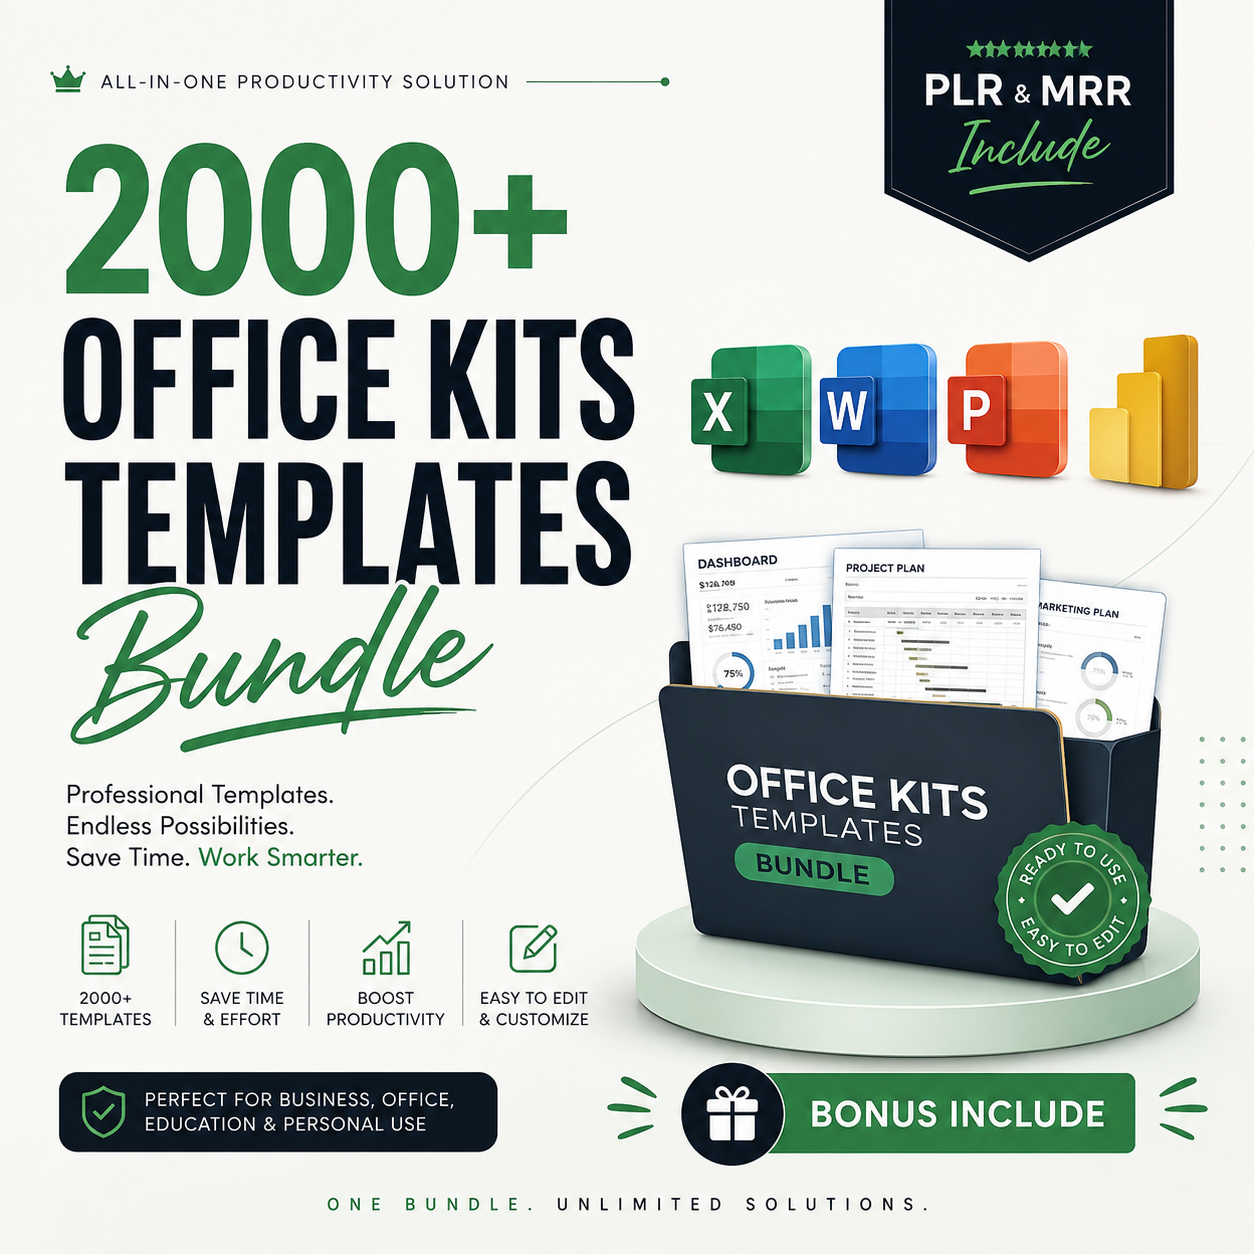 ALL-IN-ONE PRODUCTIVITY SOLUTION
PLR & MRR
Include
2000+
OFFICE KITS
TEMPLATES
Bundle
X
W
P
DASHBOARD
$128,750
$76,450
75%
PROJECT PLAN
MARKETING PLAN
OFFICE KITS
TEMPLATES
BUNDLE
READY TO USE
EASY TO EDIT
Professional Templates.
Endless Possibilities.
Save Time. Work Smarter.
2000+
TEMPLATES
SAVE TIME
& EFFORT
BOOST
PRODUCTIVITY
EASY TO EDIT
& CUSTOMIZE
PERFECT FOR BUSINESS, OFFICE,
EDUCATION & PERSONAL USE
BONUS INCLUDE
ONE BUNDLE. UNLIMITED SOLUTIONS.